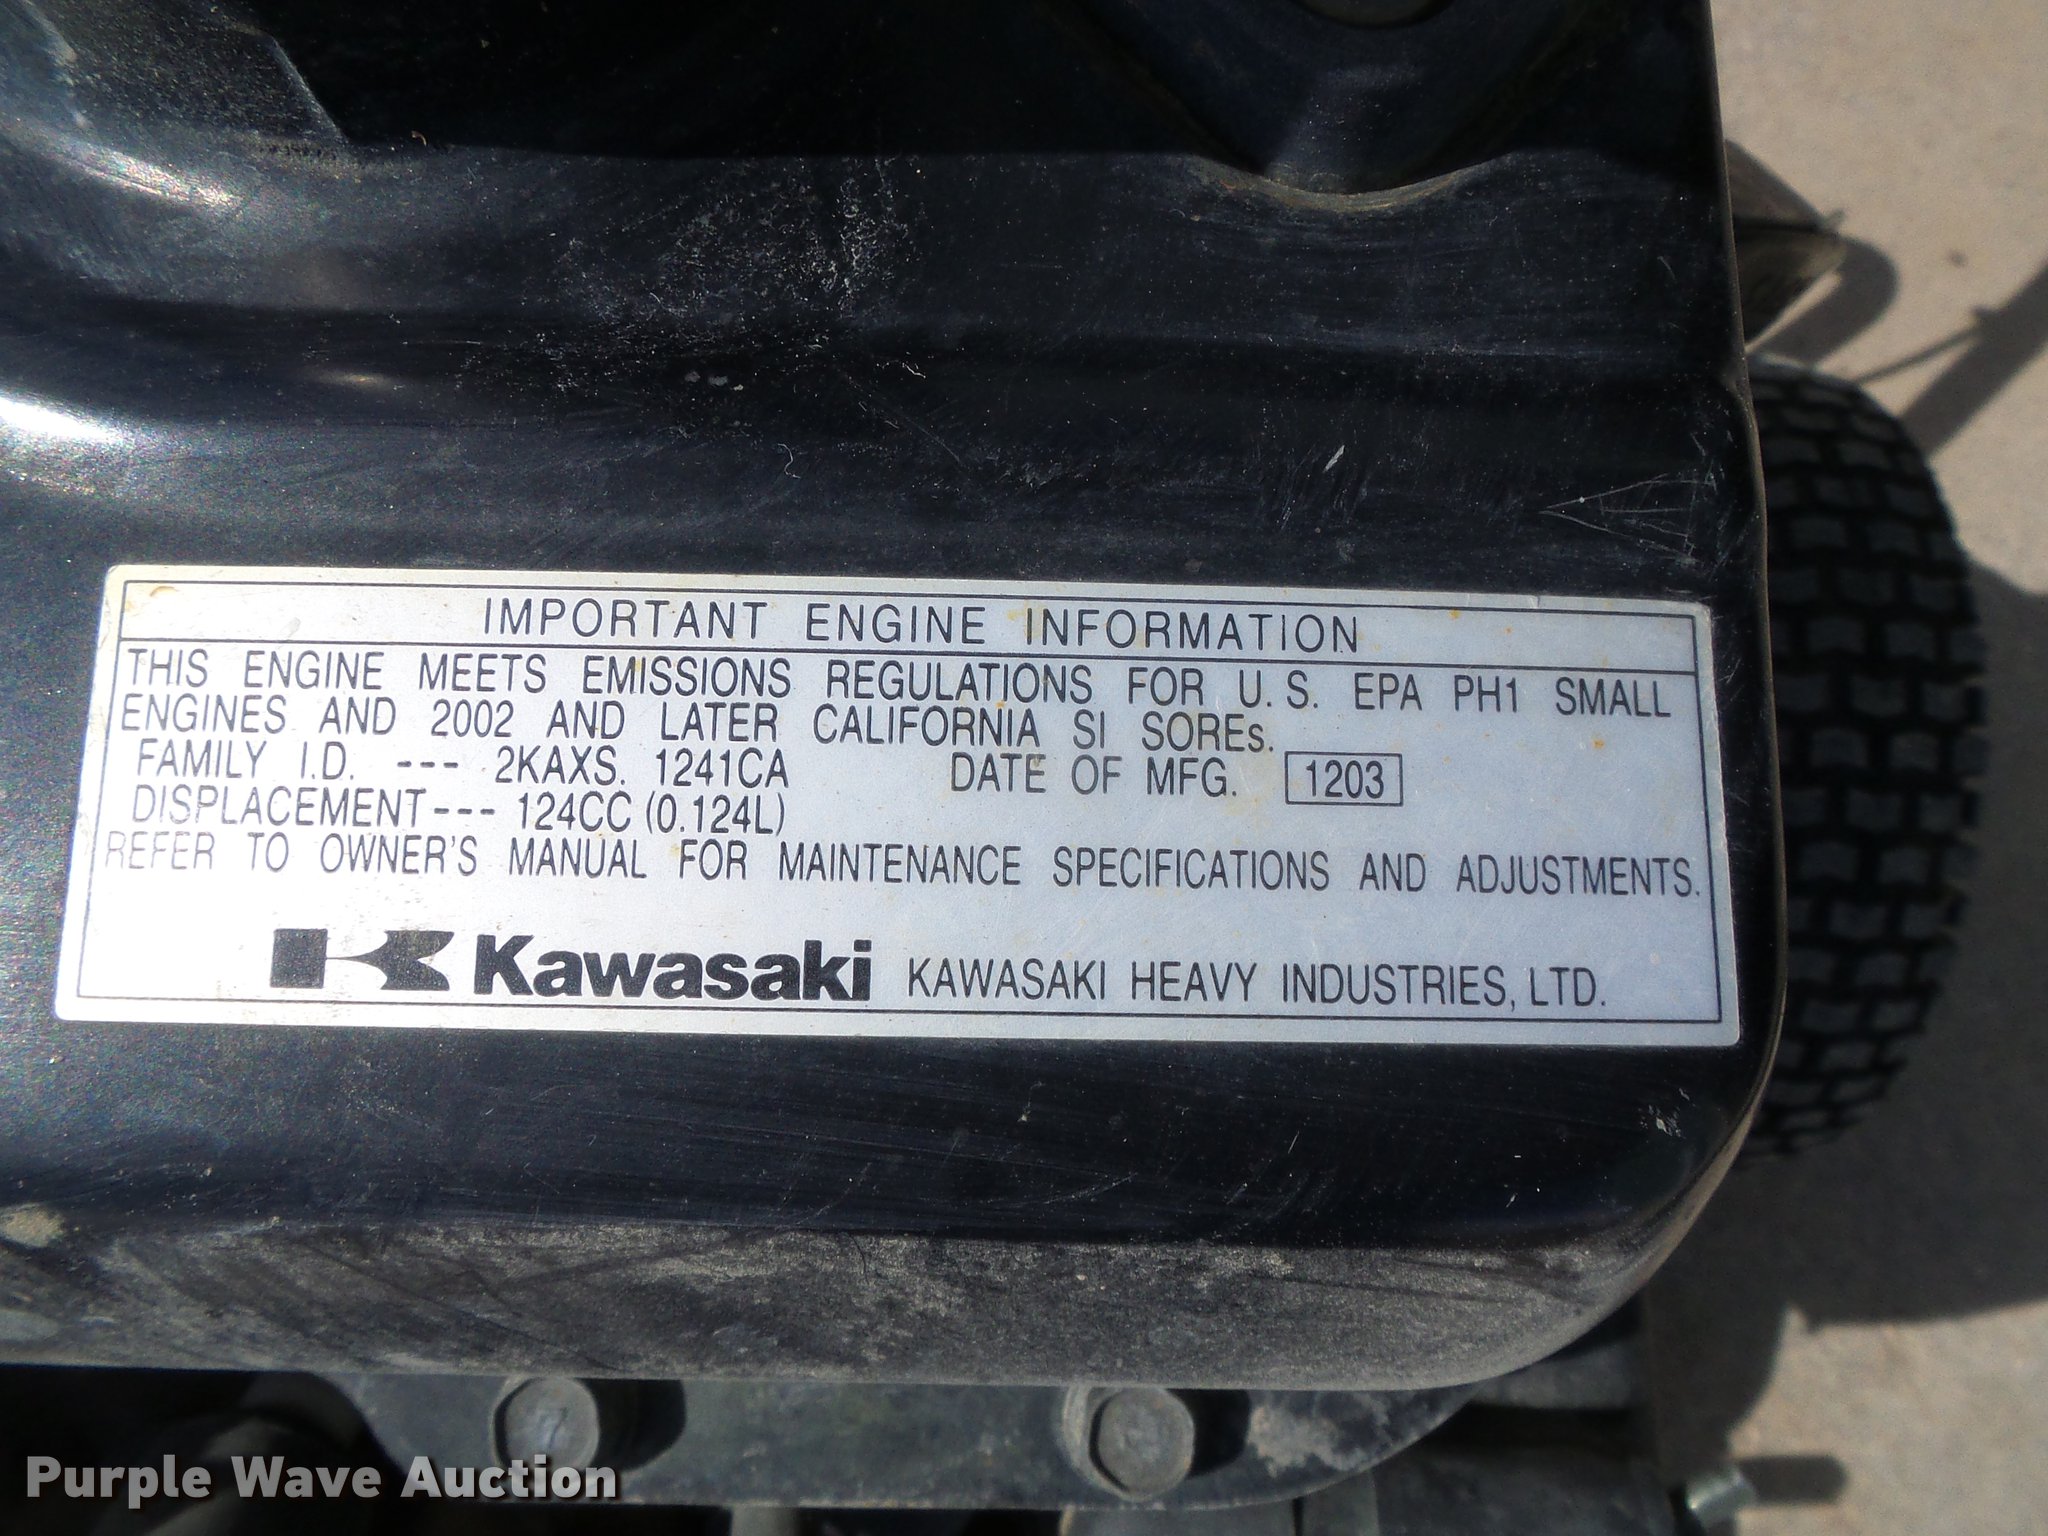 IMPORTANT ENGINE INFORMATION
THIS ENGINE MEETS EMISSIONS REGULATIONS FOR U.S. EPA PH1 SMALL
ENGINES AND 2002 AND LATER CALIFORNIA SI SOREs.
FAMILY I.D. --- 2KAXS. 1241CA DATE OF MFG. 1203
DISPLACEMENT --- 124CC (0.124L)
REFER TO OWNER'S MANUAL FOR MAINTENANCE SPECIFICATIONS AND ADJUSTMENTS.
Kawasaki KAWASAKI HEAVY INDUSTRIES, LTD.
Purple Wave Auction